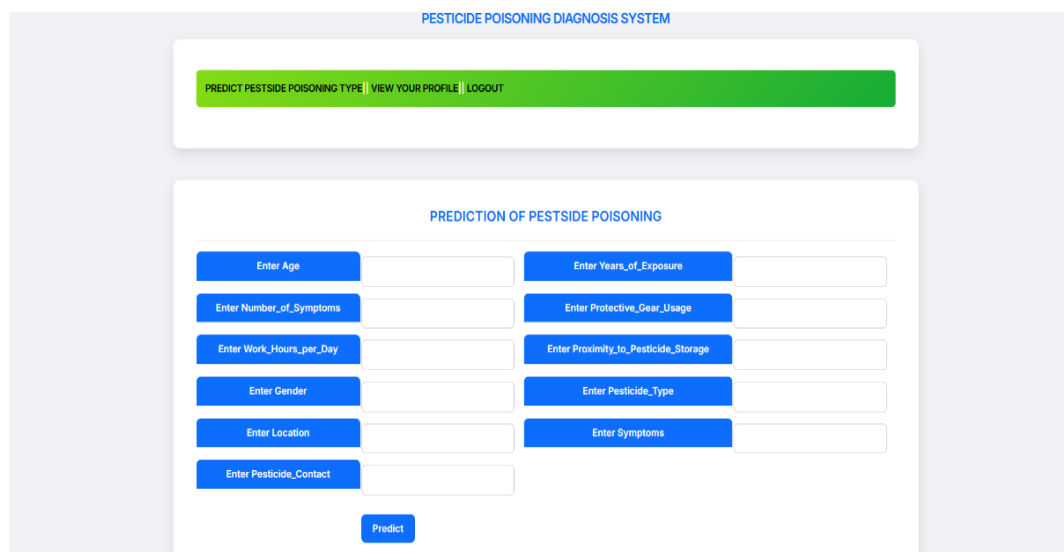 PESTICIDE POISONING DIAGNOSIS SYSTEM
PREDICT PESTSIDE POISONING TYPE|| VIEW YOUR PROFILE|| LOGOUT
PREDICTION OF PESTSIDE POISONING
Enter Age
Enter Years_of_Exposure
Enter Number_of_Symptoms
Enter Protective_Gear_Usage
Enter Work_Hours_per_Day
Enter Proximity_to_Pesticide_Storage
Enter Gender
Enter Pesticide_Type
Enter Location
Enter Symptoms
Enter Pesticide_Contact
Predict